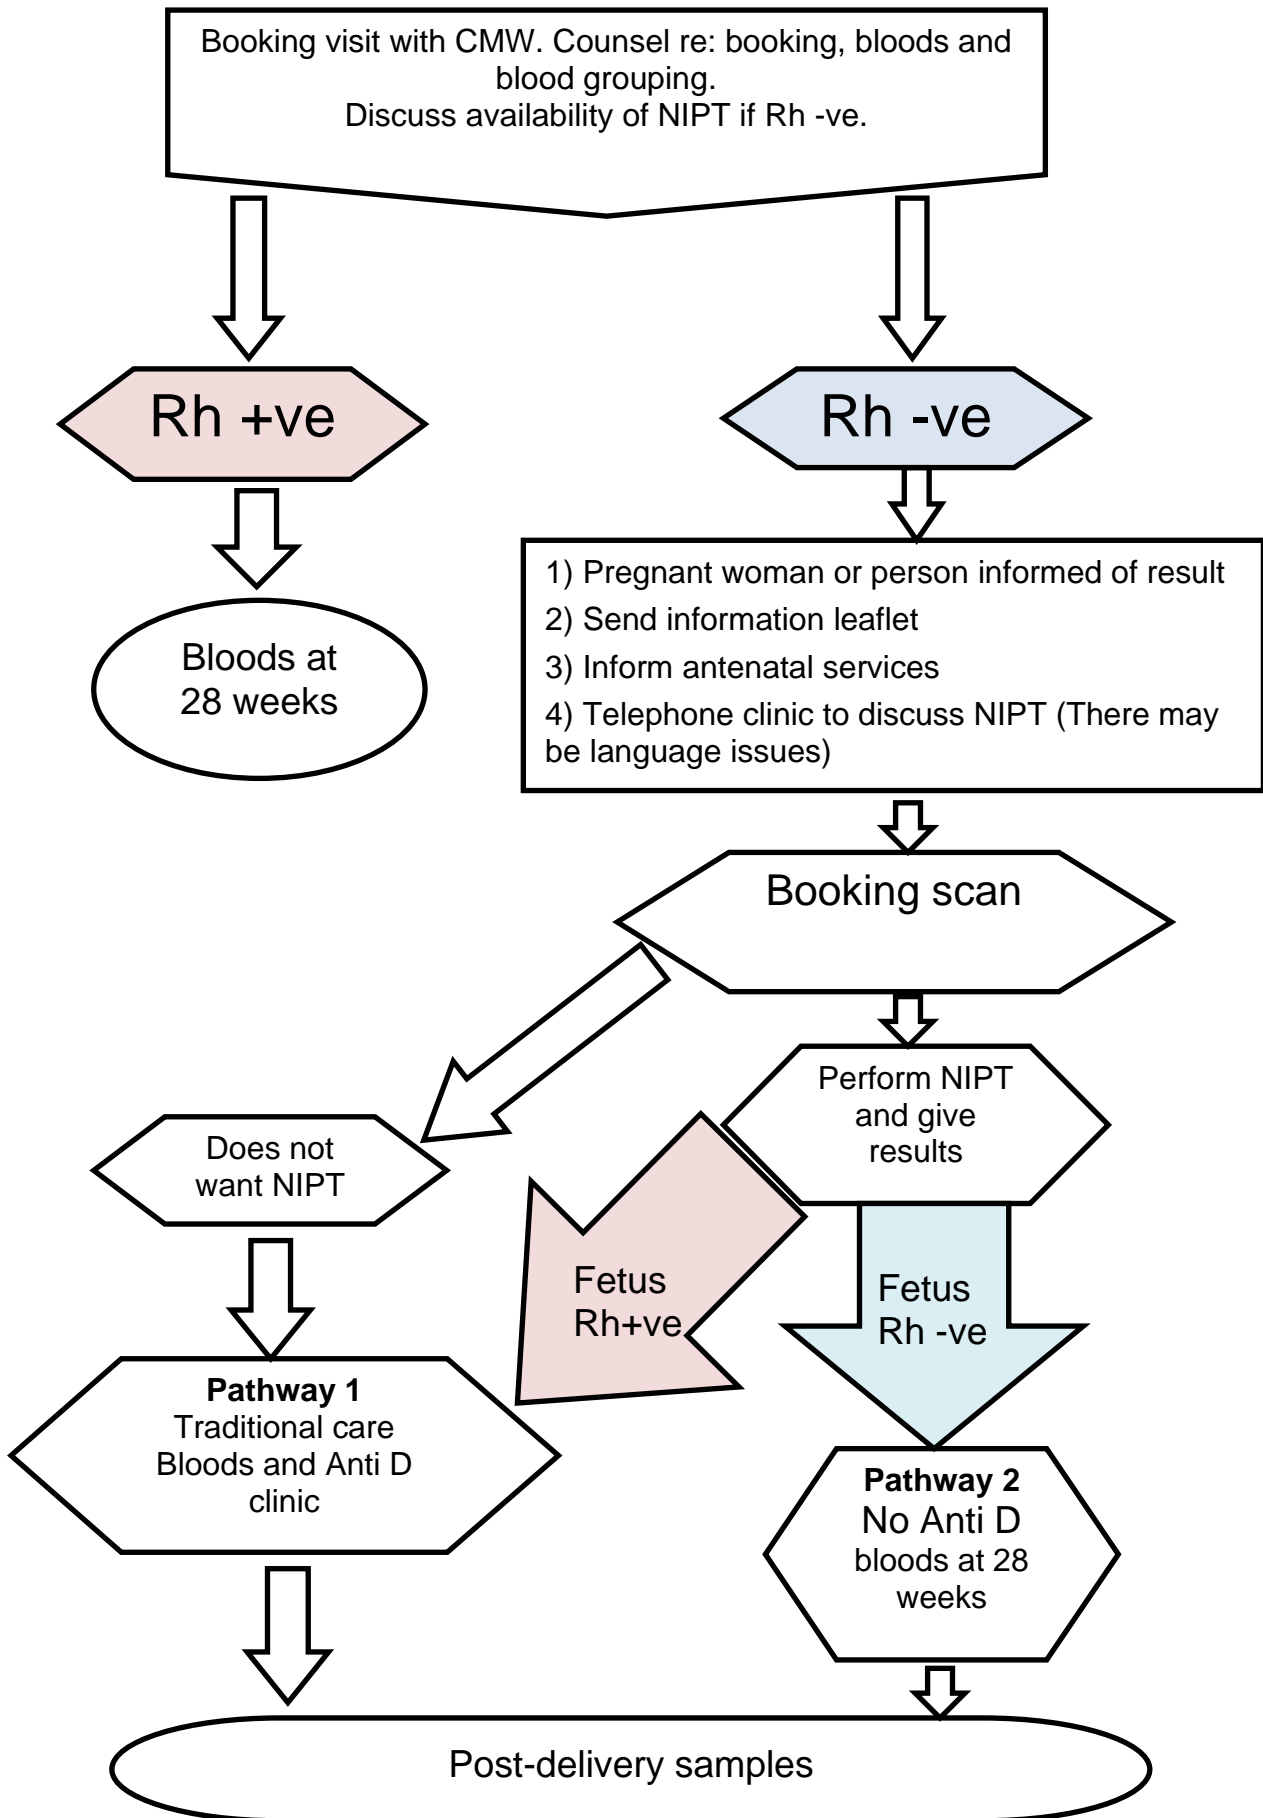 Booking visit with CMW. Counsel re: booking, bloods and
blood grouping.
Discuss availability of NIPT if Rh -ve.
Rh +ve
Rh -ve
Bloods at
28 weeks
1) Pregnant woman or person informed of result
2) Send information leaflet
3) Inform antenatal services
4) Telephone clinic to discuss NIPT (There may
be language issues)
Booking scan
Perform NIPT
and give
results
Does not
want NIPT
Fetus
Rh+ve
Fetus
Rh -ve
Pathway 1
Traditional care
Bloods and Anti D
clinic
Pathway 2
No Anti D
bloods at 28
weeks
Post-delivery samples